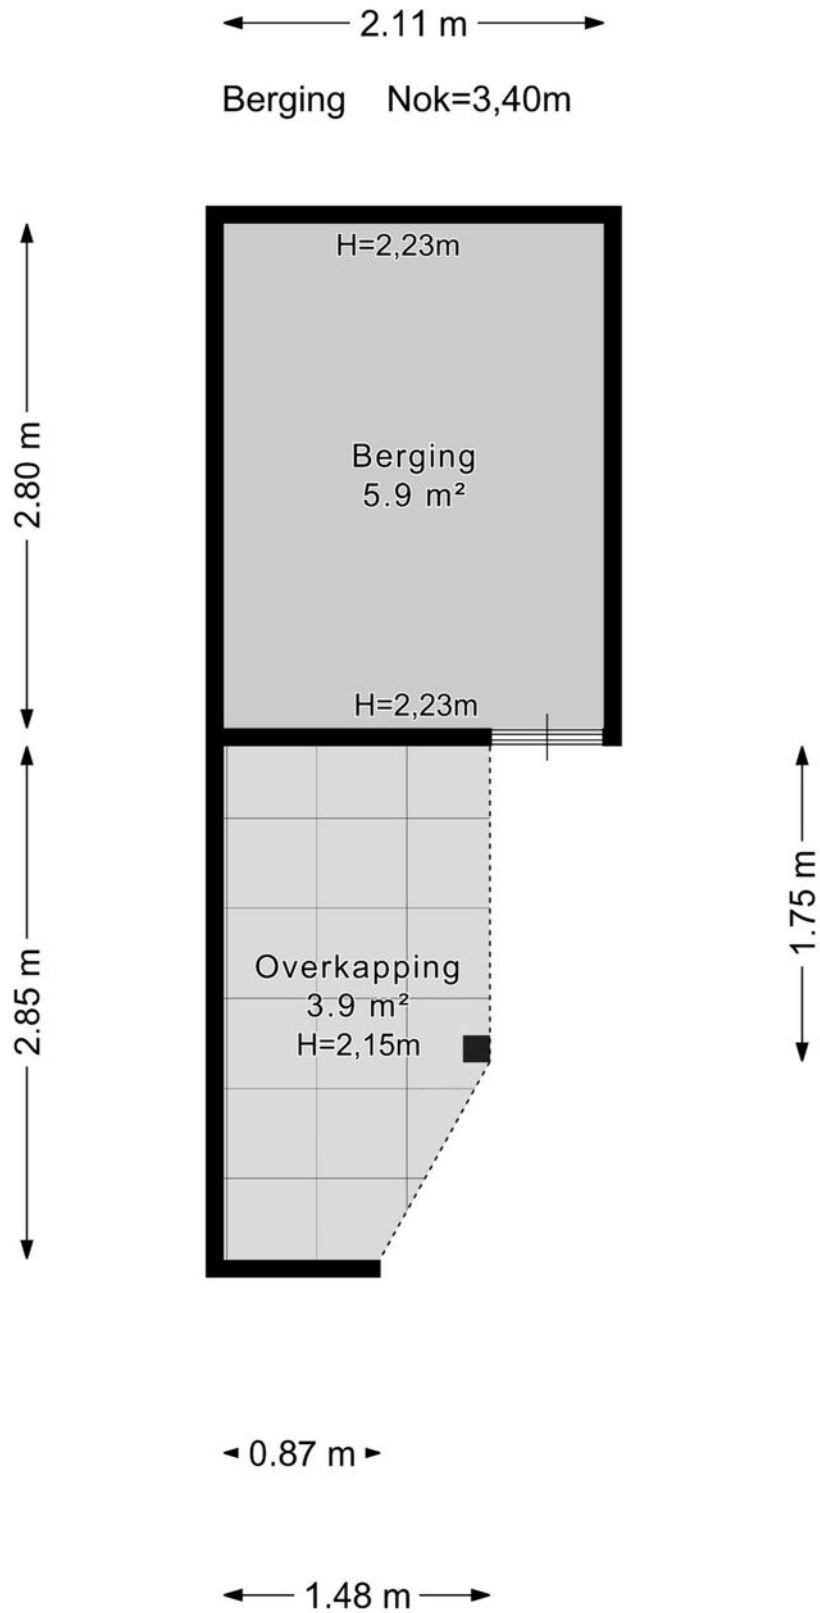 2.11 m
Berging Nok=3,40m
H=2,23m
2.80 m
Berging
5.9 m²
H=2,23m
2.85 m
1.75 m
Overkapping
3.9 m²
H=2,15m
0.87 m
1.48 m